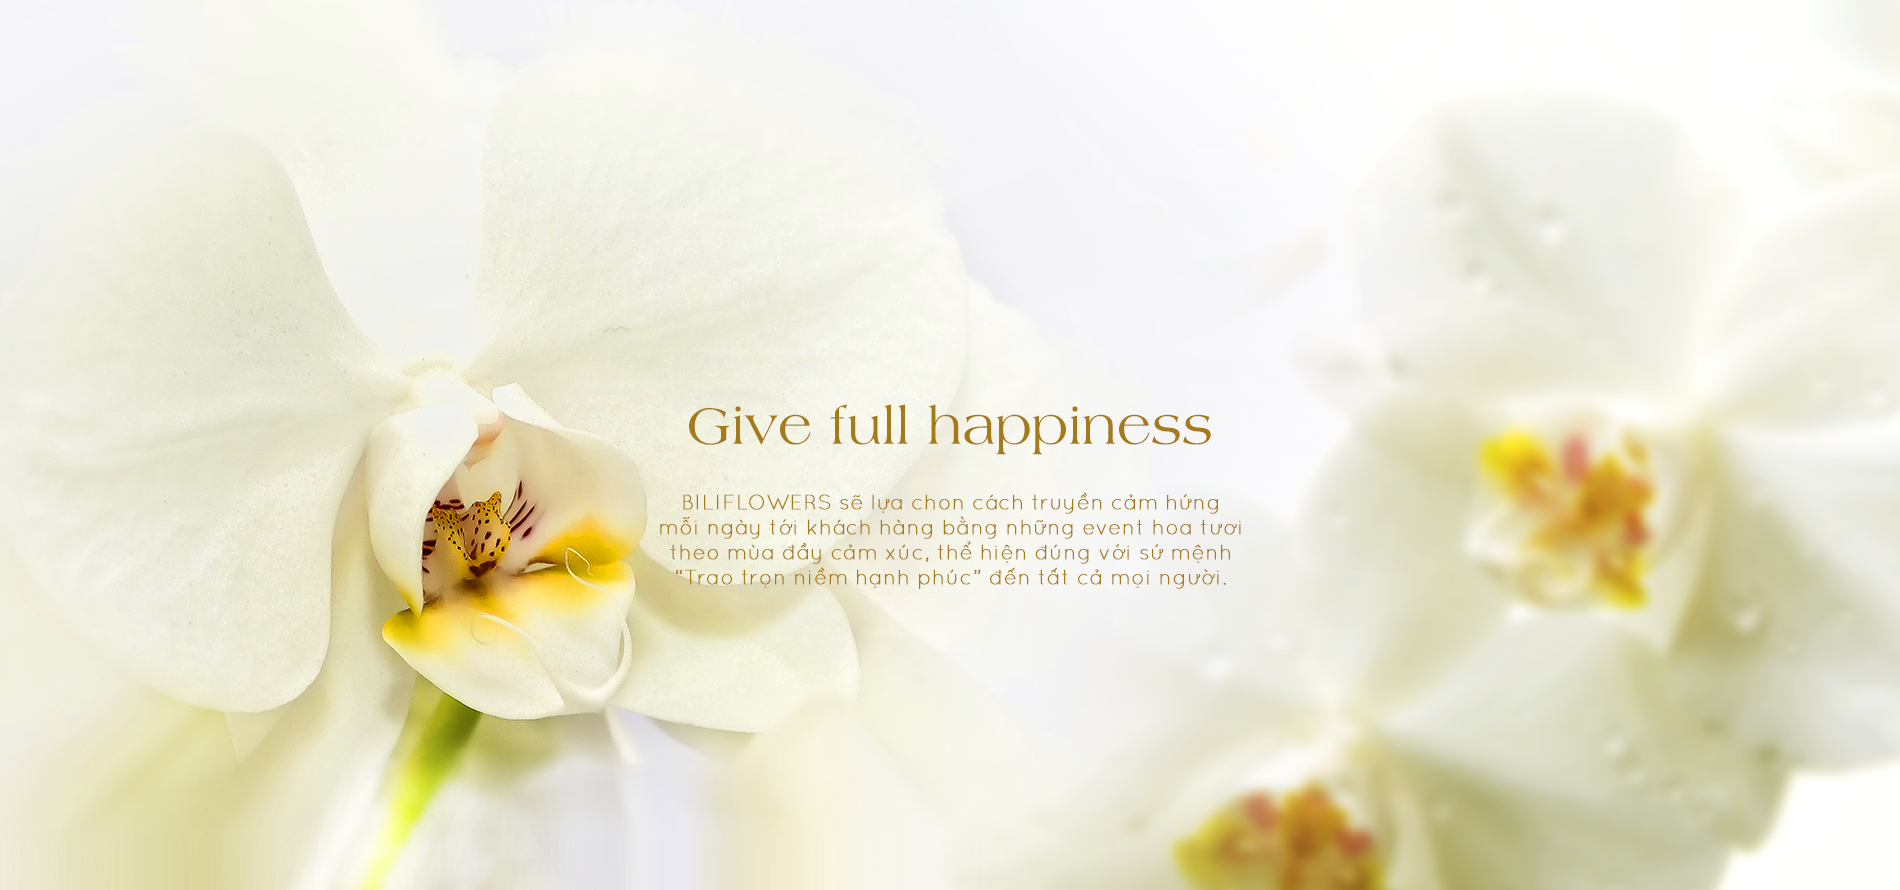 Give full happiness
BILIFLOWERS sẽ lựa chon cách truyền cảm hứng
mỗi ngày tới khách hàng bằng những event hoa tươi
theo mùa đầy cảm xúc, thể hiện đúng với sứ mệnh
“Trao trọn niềm hạnh phúc” đến tất cả mọi người.